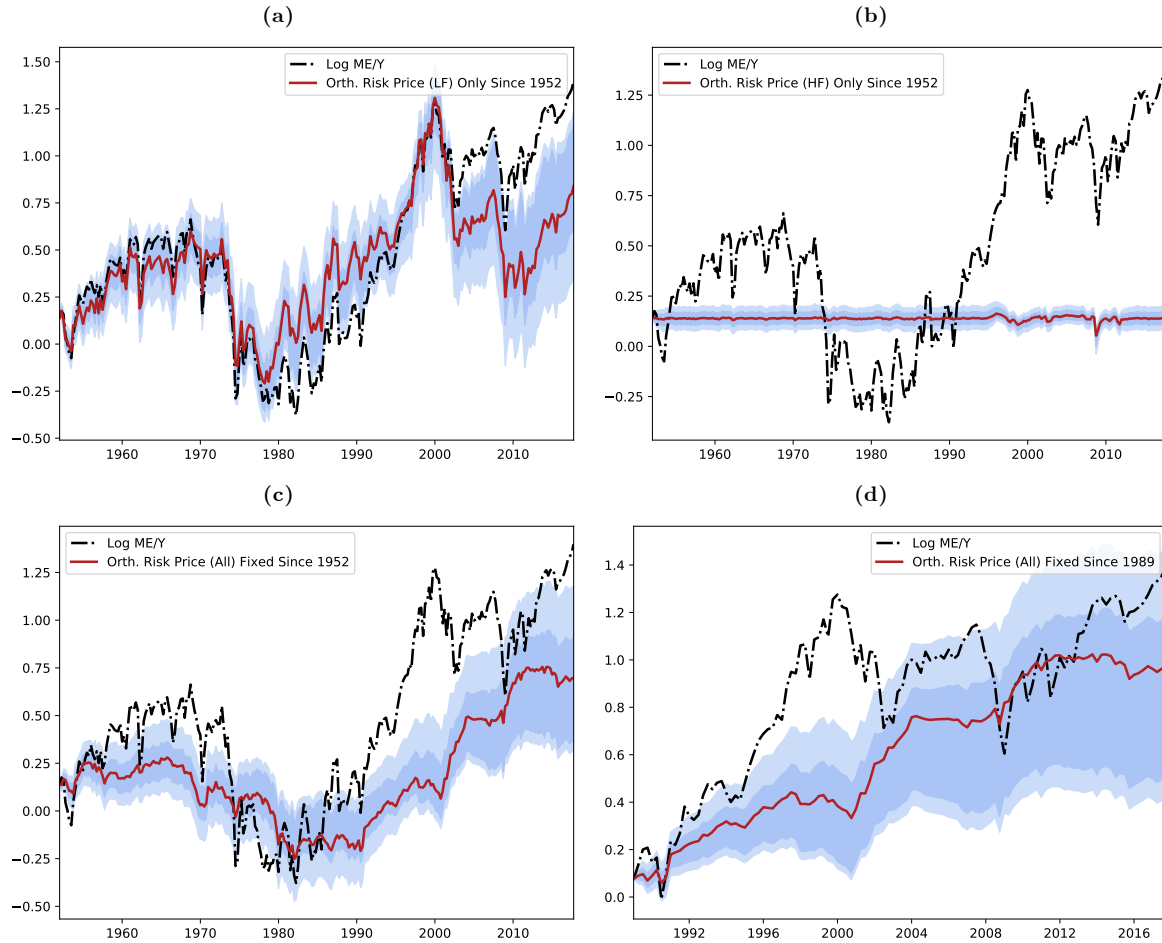 (a)
1.50
1.25
1.00
0.75
0.50
0.25
0.00
−0.25
−0.50
1960 1970 1980 1990 2000 2010
Log ME/Y
Orth. Risk Price (LF) Only Since 1952
(b)
1.25
1.00
0.75
0.50
0.25
0.00
−0.25
1960 1970 1980 1990 2000 2010
Log ME/Y
Orth. Risk Price (HF) Only Since 1952
(c)
1.25
1.00
0.75
0.50
0.25
0.00
−0.25
−0.50
1960 1970 1980 1990 2000 2010
Log ME/Y
Orth. Risk Price (All) Fixed Since 1952
(d)
1.4
1.2
1.0
0.8
0.6
0.4
0.2
0.0
1992 1996 2000 2004 2008 2012 2016
Log ME/Y
Orth. Risk Price (All) Fixed Since 1989